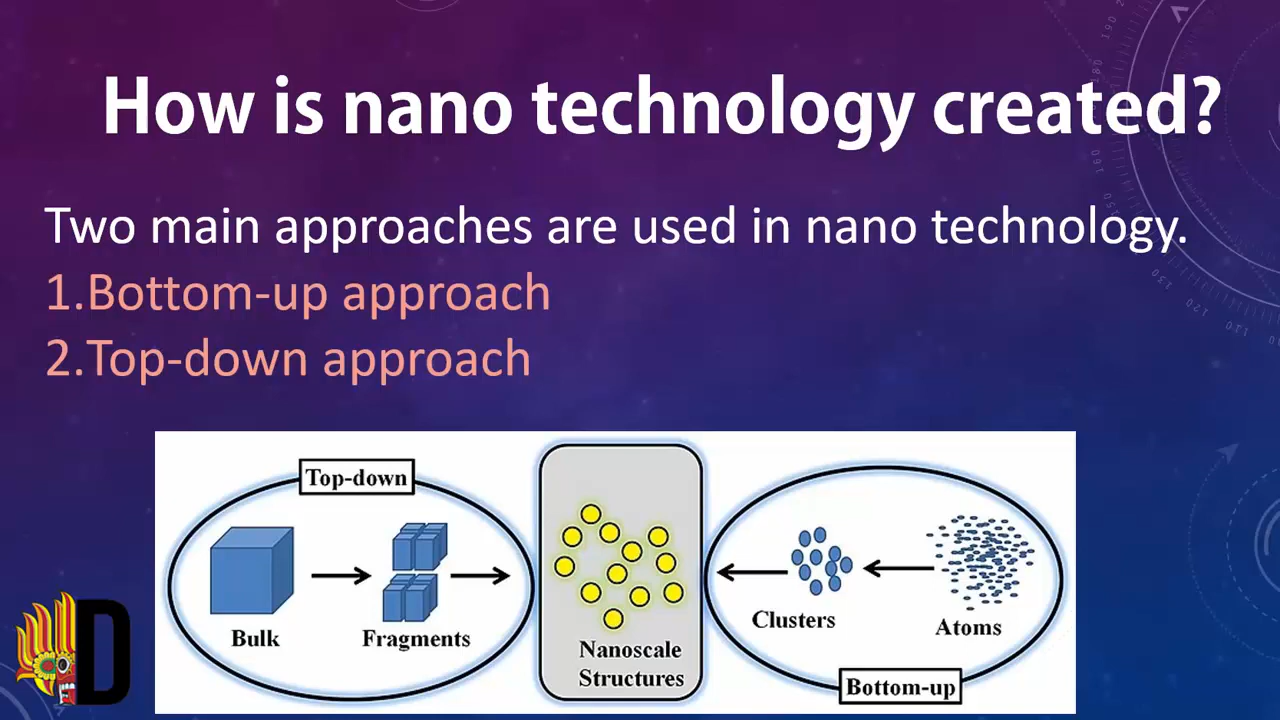 How is nano technology created?
Two main approaches are used in nano technology.
1.Bottom-up approach
2.Top-down approach
Top-down
Bulk
Fragments
Nanoscale
Structures
Clusters
Atoms
Bottom-up
D